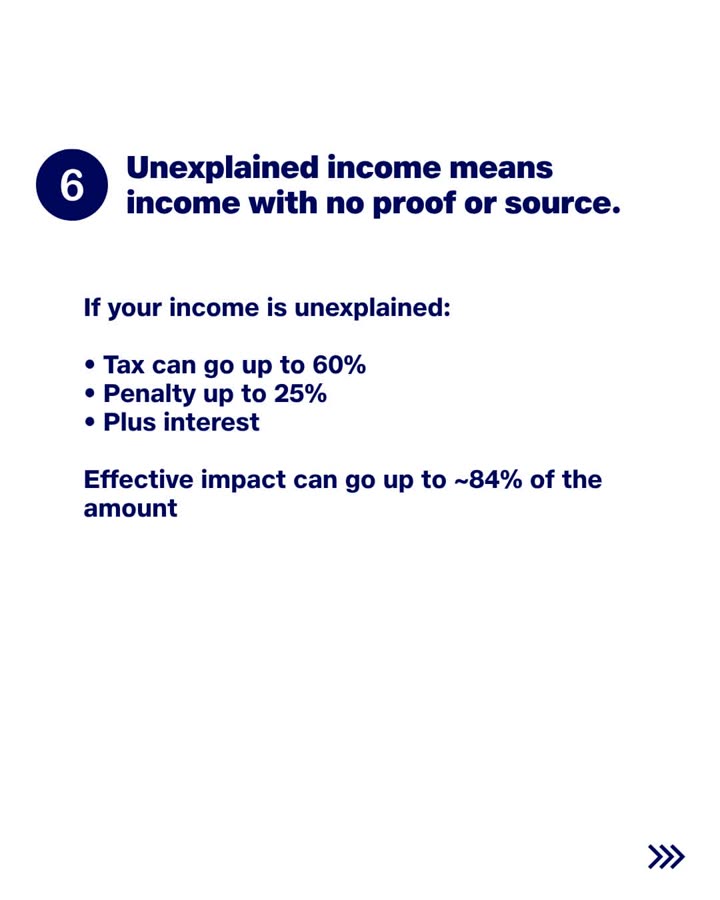 6
Unexplained income means
income with no proof or source.
If your income is unexplained:
• Tax can go up to 60%
• Penalty up to 25%
• Plus interest
Effective impact can go up to ~84% of the
amount